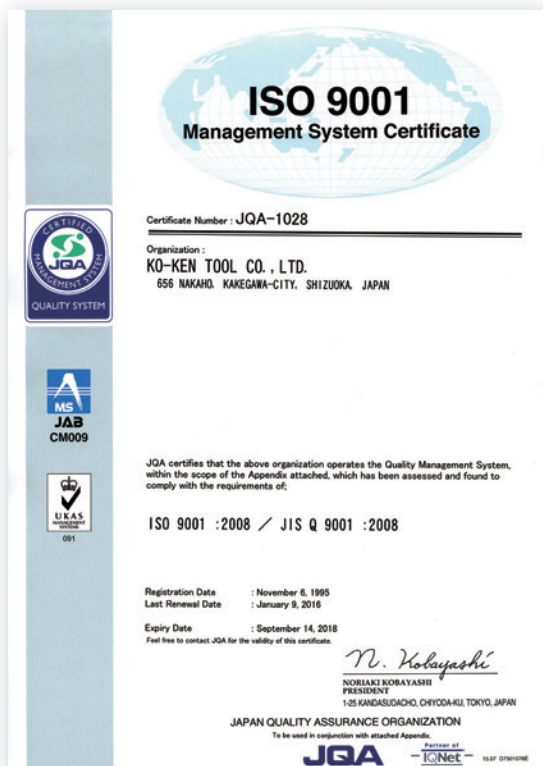 ISO 9001
Management System Certificate
Certificate Number : JQA-1028
Organization :
KO-KEN TOOL CO., LTD.
656 NAKAHO, KAKEGAWA-CITY, SHIZUOKA, JAPAN
CERTIFIED
JQA
MANAGEMENT SYSTEM
QUALITY SYSTEM
MS
JAB
CM009
UKAS
MANAGEMENT
SYSTEMS
091
JQA certifies that the above organization operates the Quality Management System,
within the scope of the Appendix attached, which has been assessed and found to
comply with the requirements of;
ISO 9001 :2008 / JIS Q 9001 :2008
Registration Date : November 6, 1995
Last Renewal Date : January 9, 2016
Expiry Date : September 14, 2018
Feel free to contact JQA for the validity of this certificate.
N. Kobayashi
NORIAKI KOBAYASHI
PRESIDENT
1-25 KANDASUDACHO, CHIYODA-KU, TOKYO, JAPAN
JAPAN QUALITY ASSURANCE ORGANIZATION
To be used in conjunction with attached Appendix.
JQA
Partner of
IQNet